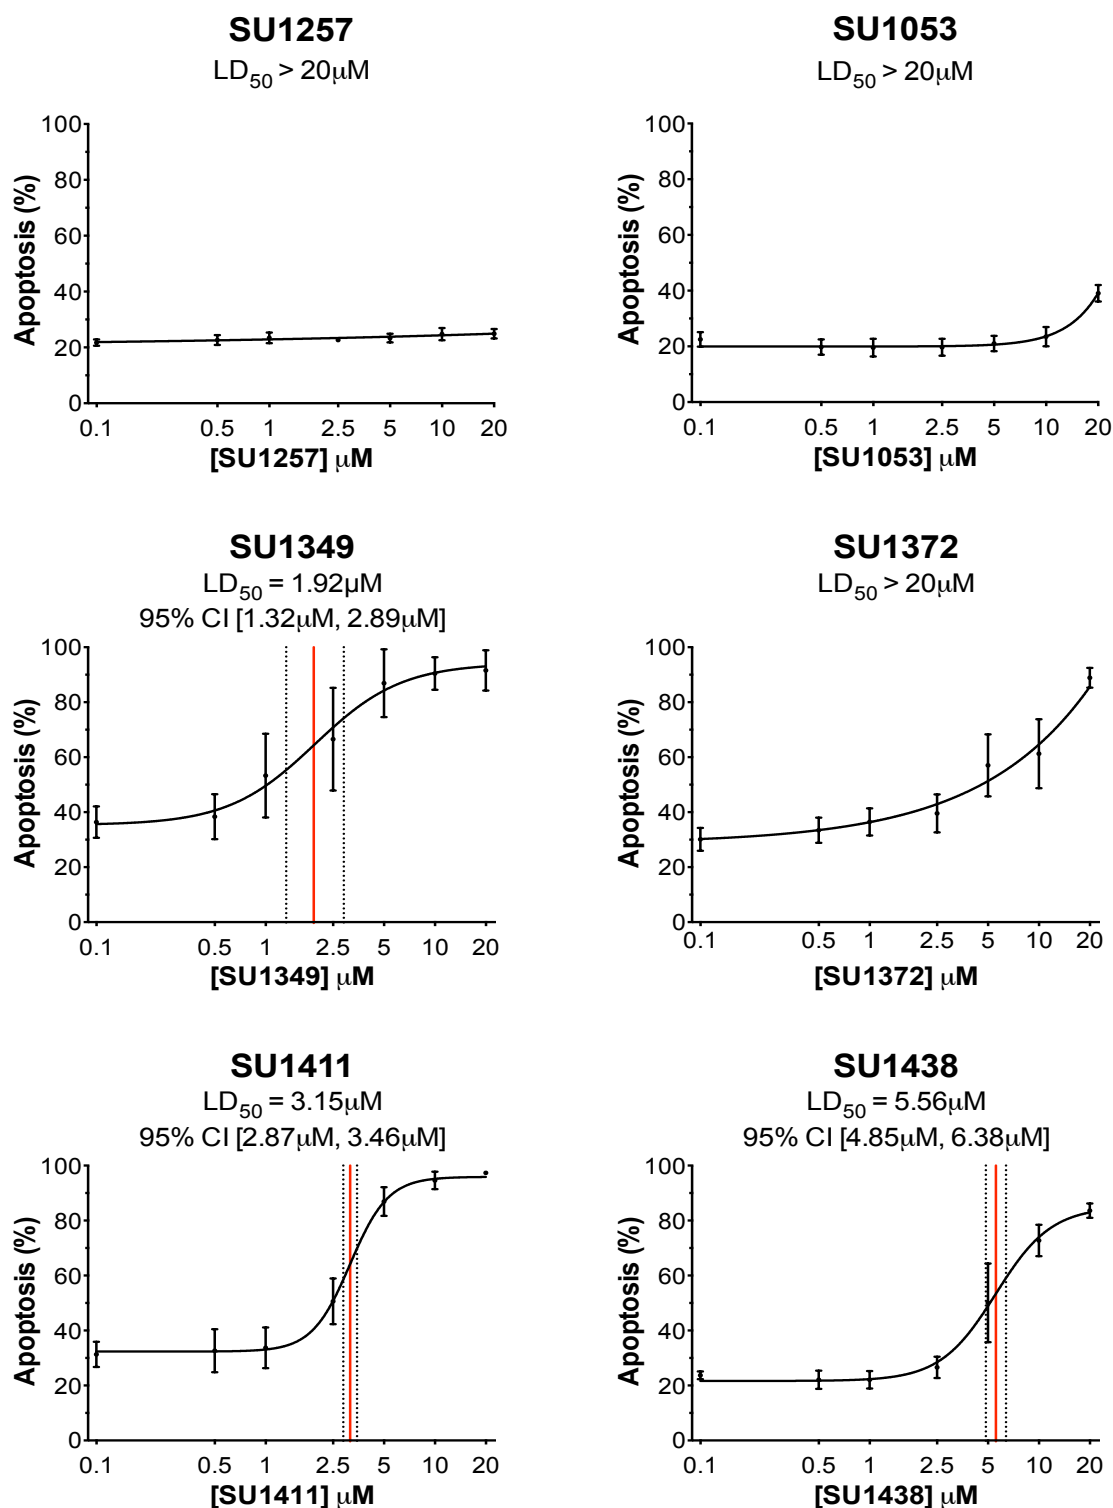 SU1257
LD50 > 20μM
100
80
60
40
20
0
Apoptosis (%)
0.1 0.5 1 2.5 5 10 20
[SU1257] μM
SU1053
LD50 > 20μM
100
80
60
40
20
0
Apoptosis (%)
0.1 0.5 1 2.5 5 10 20
[SU1053] μM
SU1349
LD50 = 1.92μM
95% CI [1.32μM, 2.89μM]
100
80
60
40
20
0
Apoptosis (%)
0.1 0.5 1 2.5 5 10 20
[SU1349] μM
SU1372
LD50 > 20μM
100
80
60
40
20
0
Apoptosis (%)
0.1 0.5 1 2.5 5 10 20
[SU1372] μM
SU1411
LD50 = 3.15μM
95% CI [2.87μM, 3.46μM]
100
80
60
40
20
0
Apoptosis (%)
0.1 0.5 1 2.5 5 10 20
[SU1411] μM
SU1438
LD50 = 5.56μM
95% CI [4.85μM, 6.38μM]
100
80
60
40
20
0
Apoptosis (%)
0.1 0.5 1 2.5 5 10 20
[SU1438] μM